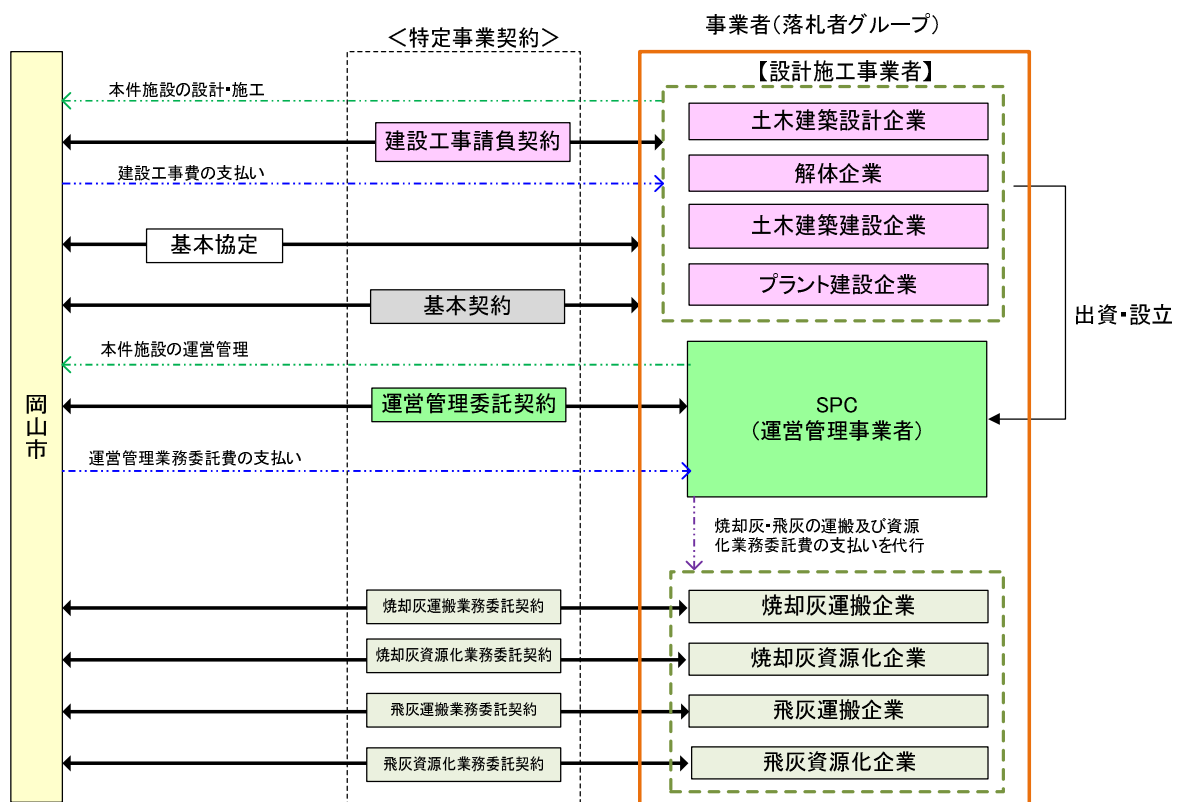 事業者(落札者グループ)
＜特定事業契約＞
【設計施工事業者】
本件施設の設計・施工
土木建築設計企業
建設工事請負契約
解体企業
建設工事費の支払い
土木建築建設企業
基本協定
プラント建設企業
基本契約
出資・設立
本件施設の運営管理
岡山市
運営管理委託契約
SPC
(運営管理事業者)
運営管理業務委託費の支払い
焼却灰・飛灰の運搬及び資源
化業務委託費の支払いを代行
焼却灰運搬業務委託契約
焼却灰運搬企業
焼却灰資源化業務委託契約
焼却灰資源化企業
飛灰運搬業務委託契約
飛灰運搬企業
飛灰資源化業務委託契約
飛灰資源化企業